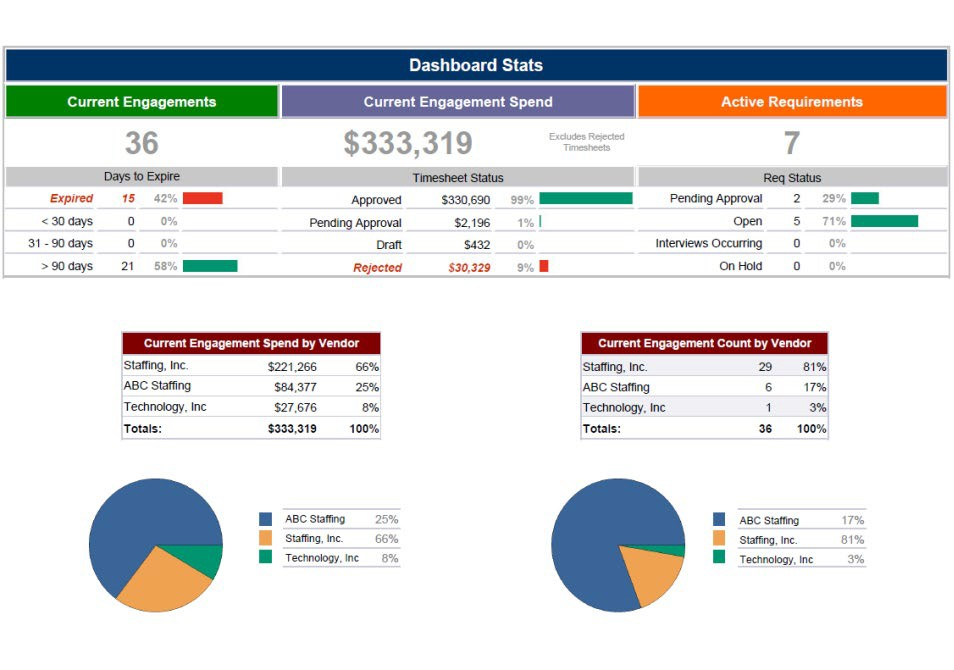 Dashboard Stats
Current Engagements
Current Engagement Spend
Active Requirements
36
$333,319
Excludes Rejected
Timesheets
7
Days to Expire
Timesheet Status
Req Status
Expired 15 42%
Approved $330,690 99%
Pending Approval 2 29%
< 30 days 0 0%
Pending Approval $2,196 1%
Open 5 71%
31 - 90 days 0 0%
Draft $432 0%
Interviews Occurring 0 0%
> 90 days 21 58%
Rejected $30,329 9%
On Hold 0 0%
Current Engagement Spend by Vendor
Staffing, Inc. $221,266 66%
ABC Staffing $84,377 25%
Technology, Inc $27,676 8%
Totals: $333,319 100%
Current Engagement Count by Vendor
Staffing, Inc. 29 81%
ABC Staffing 6 17%
Technology, Inc 1 3%
Totals: 36 100%
ABC Staffing 25%
Staffing, Inc. 66%
Technology, Inc 8%
ABC Staffing 17%
Staffing, Inc. 81%
Technology, Inc 3%